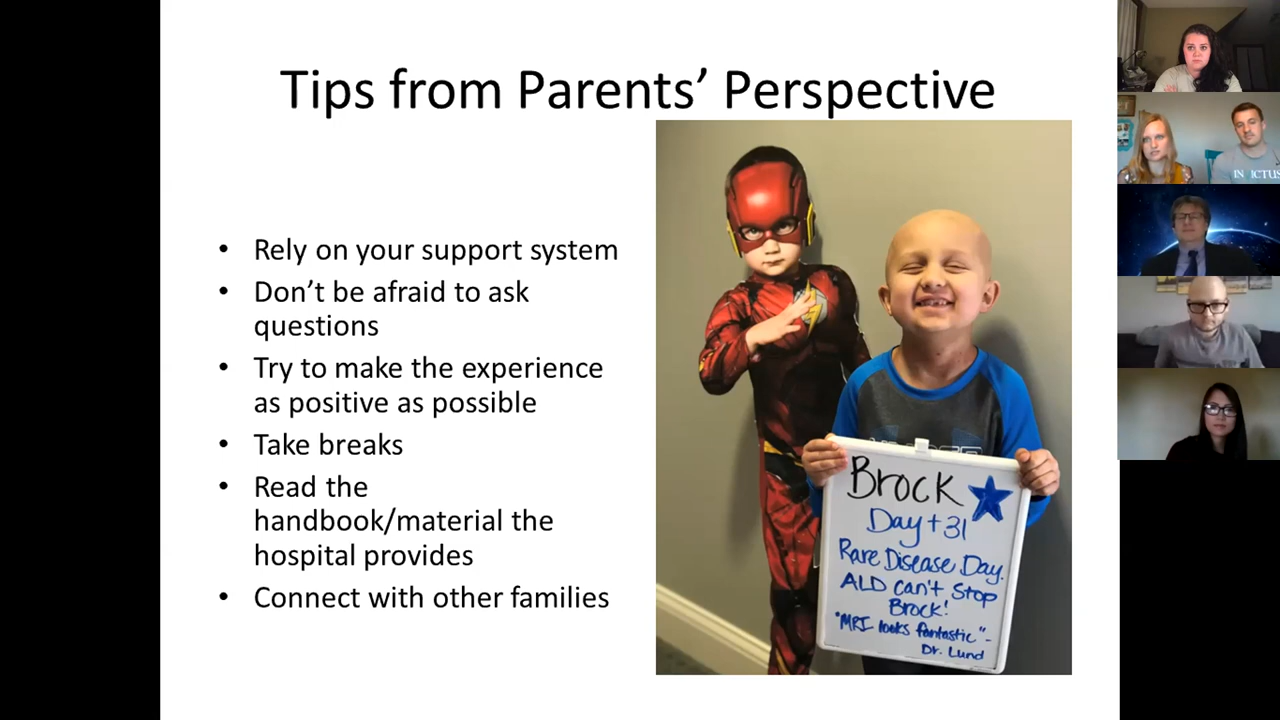 Tips from Parents’ Perspective
• Rely on your support system
• Don’t be afraid to ask
questions
• Try to make the experience
as positive as possible
• Take breaks
• Read the
handbook/material the
hospital provides
• Connect with other families
Brock
Day + 31
Rare Disease Day.
ALD can't Stop
Brock!
"MRI looks fantastic"-
Dr. Lund
INVICTUS